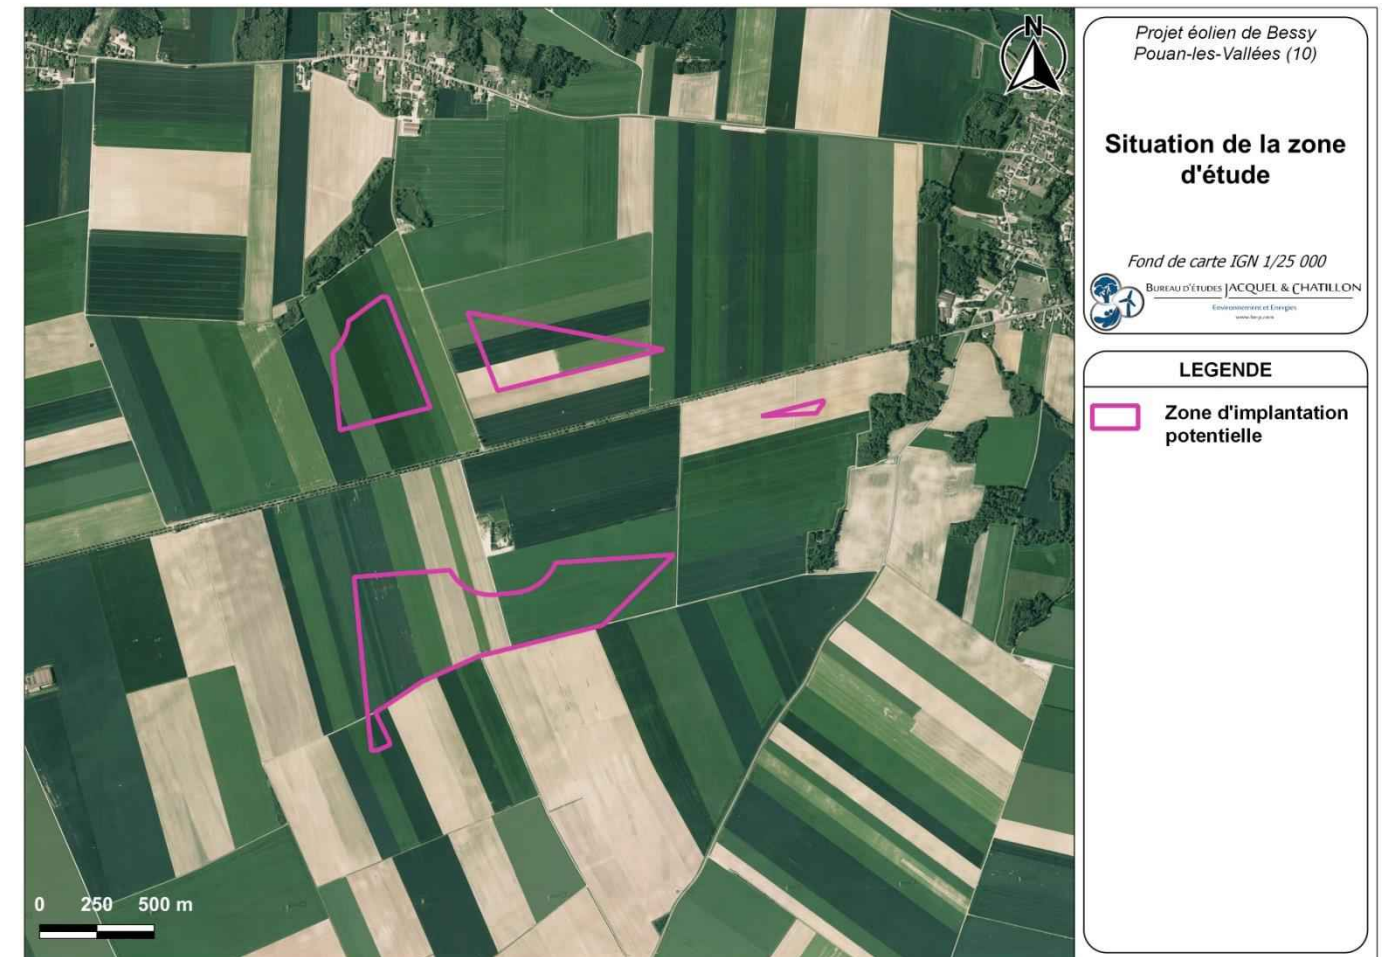 N
Projet éolien de Bessy
Pouan-les-Vallées (10)
Situation de la zone
d'étude
Fond de carte IGN 1/25 000
BUREAU D'ÉTUDES JACQUEL & CHATILLON
Environnement et Energies
LEGENDE
Zone d'implantation
potentielle
0 250 500 m